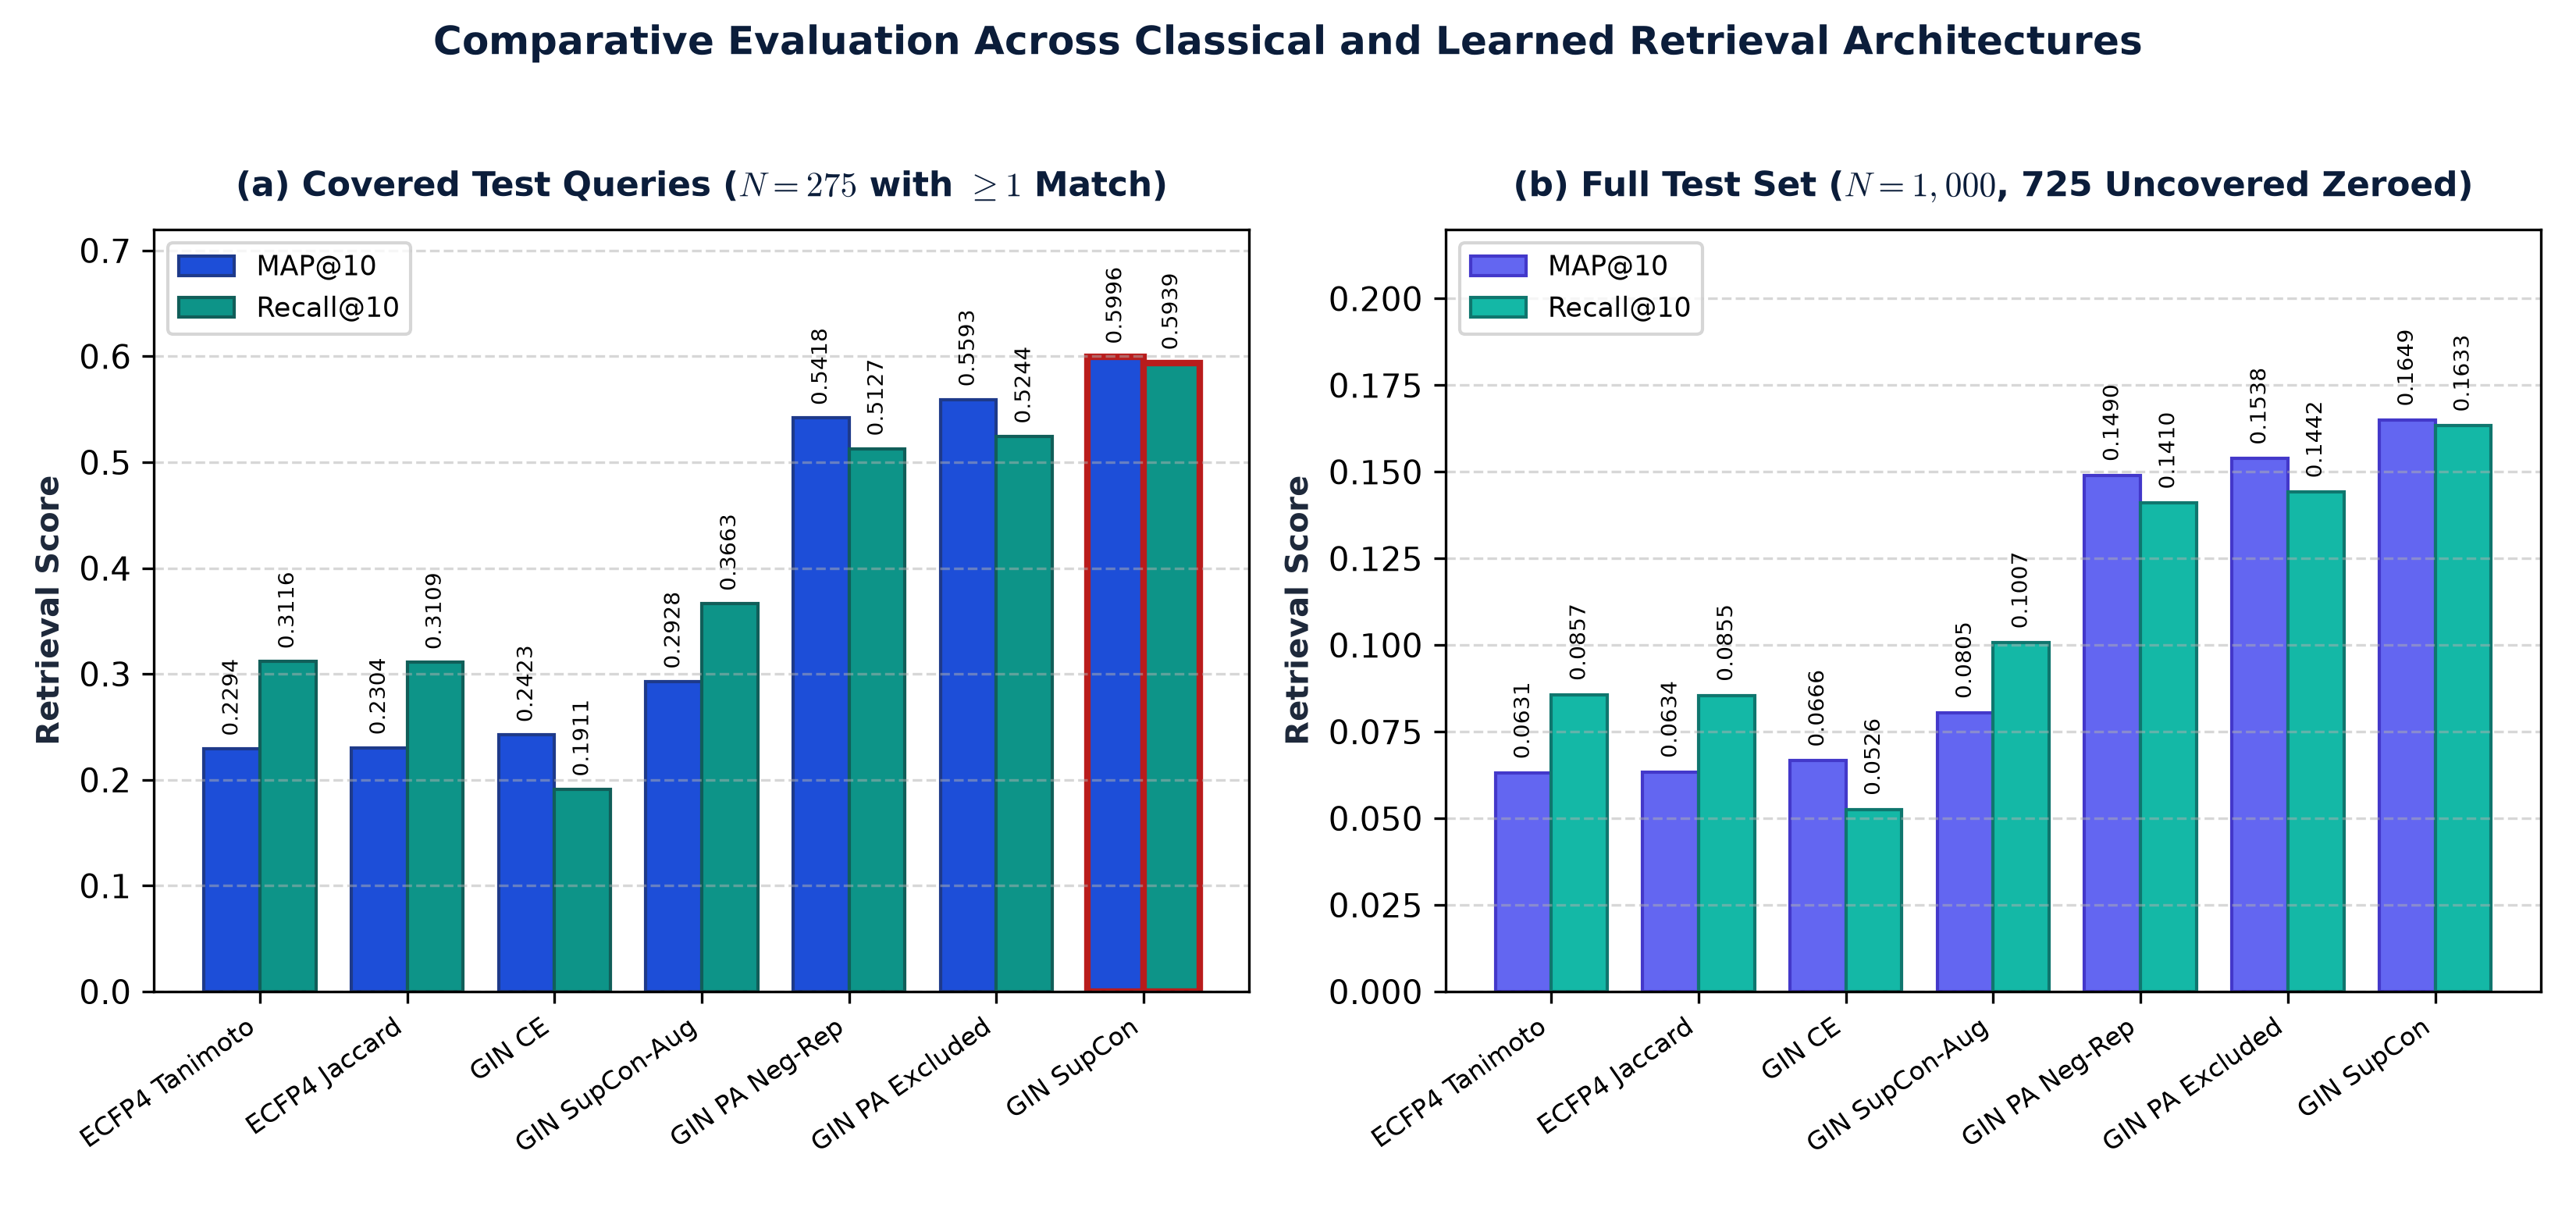 Comparative Evaluation Across Classical and Learned Retrieval Architectures
(a) Covered Test Queries (N = 275 with ≥ 1 Match)
Retrieval Score
0.7
0.6
0.5
0.4
0.3
0.2
0.1
0.0
MAP@10
Recall@10
0.2294
0.3116
0.2304
0.3109
0.2423
0.1911
0.2928
0.3663
0.5418
0.5127
0.5593
0.5244
0.5996
0.5939
ECFP4 Tanimoto
ECFP4 Jaccard
GIN CE
GIN SupCon-Aug
GIN PA Neg-Rep
GIN PA Excluded
GIN SupCon
(b) Full Test Set (N = 1,000, 725 Uncovered Zeroed)
Retrieval Score
0.200
0.175
0.150
0.125
0.100
0.075
0.050
0.025
0.000
MAP@10
Recall@10
0.0631
0.0857
0.0634
0.0855
0.0666
0.0526
0.0805
0.1007
0.1490
0.1410
0.1538
0.1442
0.1649
0.1633
ECFP4 Tanimoto
ECFP4 Jaccard
GIN CE
GIN SupCon-Aug
GIN PA Neg-Rep
GIN PA Excluded
GIN SupCon